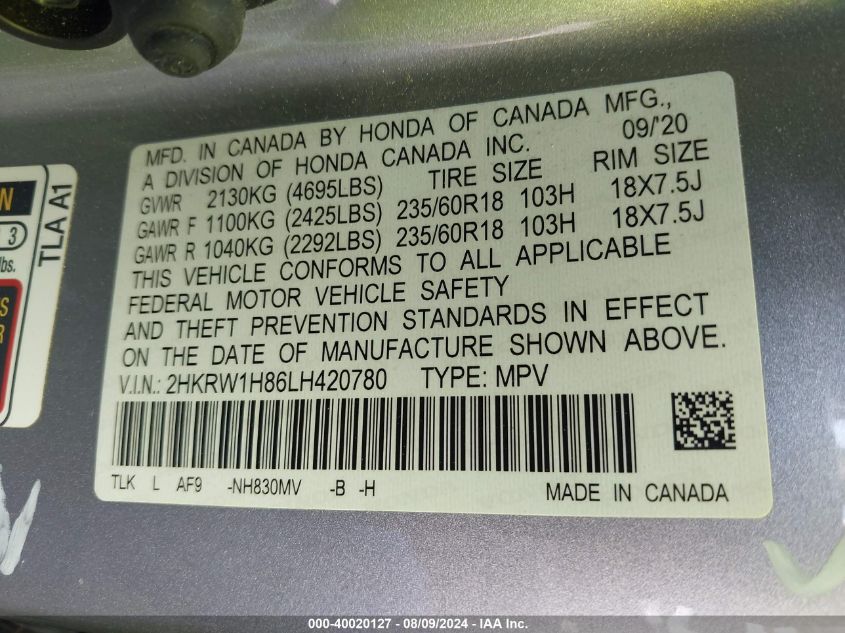 MFD. IN CANADA BY HONDA OF CANADA MFG.,
A DIVISION OF HONDA CANADA INC. 09/'20
GVWR 2130KG (4695LBS) TIRE SIZE RIM SIZE
GAWR F 1100KG (2425LBS) 235/60R18 103H 18X7.5J
GAWR R 1040KG (2292LBS) 235/60R18 103H 18X7.5J
THIS VEHICLE CONFORMS TO ALL APPLICABLE
FEDERAL MOTOR VEHICLE SAFETY
AND THEFT PREVENTION STANDARDS IN EFFECT
ON THE DATE OF MANUFACTURE SHOWN ABOVE.
V.I.N.: 2HKRW1H86LH420780 TYPE: MPV
TLK L AF9 -NH830MV -B -H MADE IN CANADA
TLA A1
3
lbs.
000-40020127 - 08/09/2024 - IAA Inc.